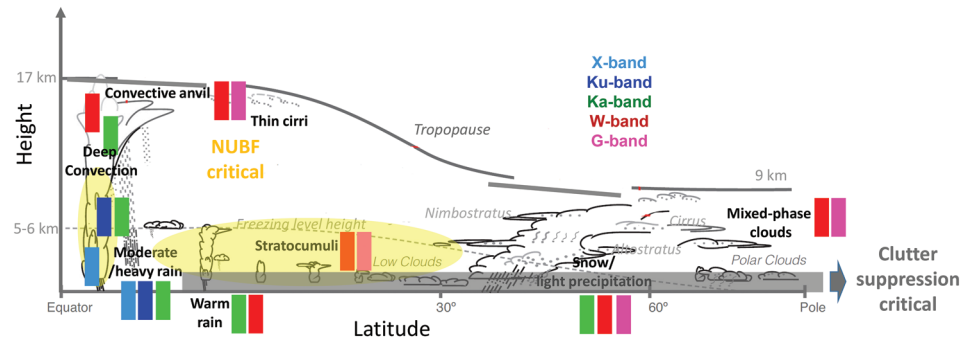 X-band
Ku-band
Ka-band
W-band
G-band
17 km
Convective anvil
Thin cirri
Tropopause
Height
Deep
Convection
NUBF
critical
9 km
Nimbostratus
Cirrus
Mixed-phase
clouds
5-6 km
Freezing level height
Stratocumuli
Low Clouds
Altostratus
Polar Clouds
Moderate
/heavy rain
Snow/
light precipitation
Clutter
suppression
critical
Equator
Warm
rain
30°
60°
Pole
Latitude